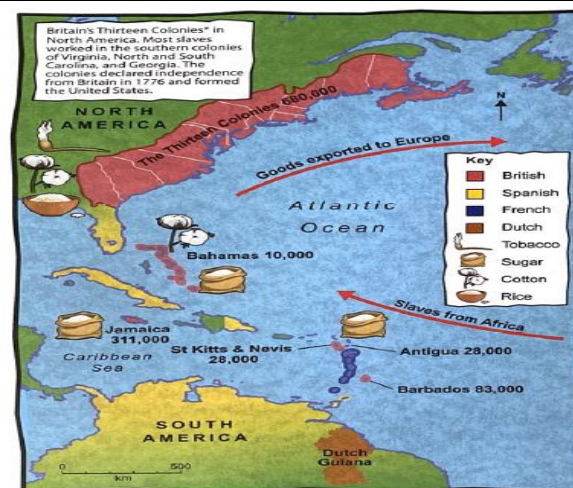 Britain's Thirteen Colonies* in
North America. Most slaves
worked in the southern colonies
of Virginia, North and South
Carolina, and Georgia. The
colonies declared independence
from Britain in 1776 and formed
the United States.
NORTH
AMERICA
The Thirteen Colonies 680,000
Goods exported to Europe
N
Key
British
Spanish
French
Dutch
Tobacco
Sugar
Cotton
Rice
Atlantic
Ocean
Bahamas 10,000
Slaves from Africa
Jamaica
311,000
St Kitts & Nevis
28,000
Antigua 28,000
Caribbean
Sea
Barbados 83,000
SOUTH
AMERICA
Dutch
Guiana
0 500
km